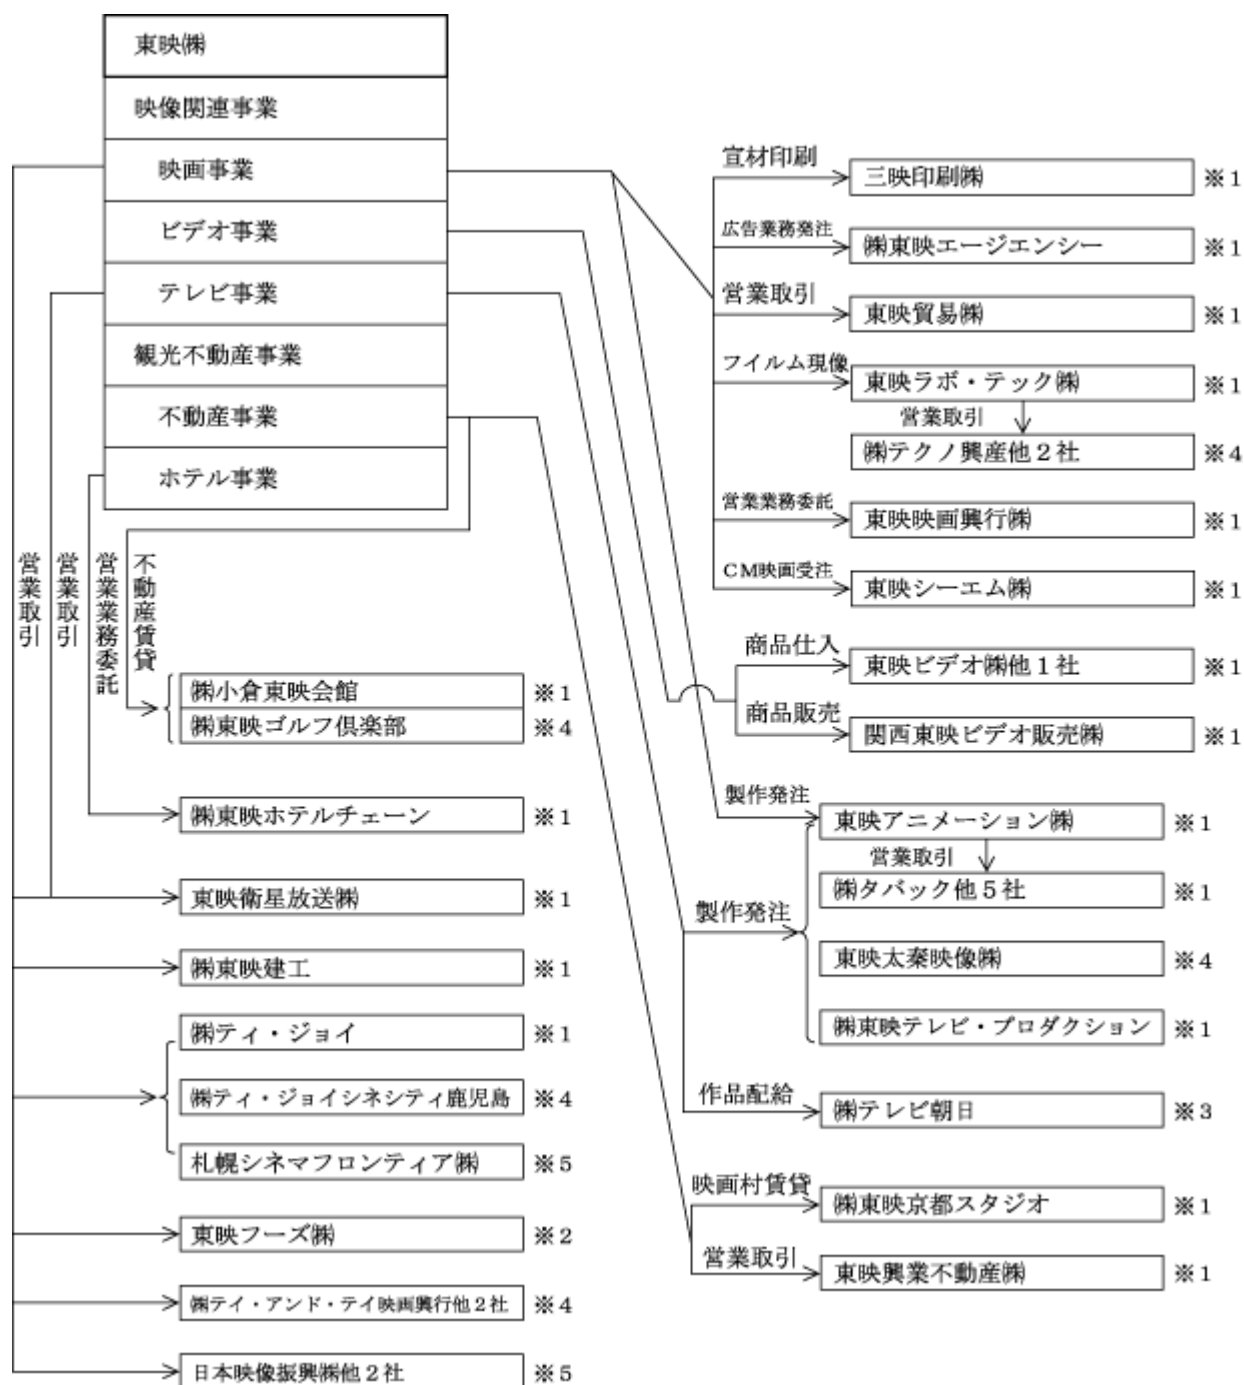 東映㈱
映像関連事業
映画事業
ビデオ事業
テレビ事業
観光不動産事業
不動産事業
ホテル事業
営業取引
営業取引
営業業務委託
不動産賃貸
㈱小倉東映会館 ※1
㈱東映ゴルフ倶楽部 ※4
㈱東映ホテルチェーン ※1
東映衛星放送㈱ ※1
㈱東映建工 ※1
㈱ティ・ジョイ ※1
㈱ティ・ジョイシネシティ鹿児島 ※4
札幌シネマフロンティア㈱ ※5
東映フーズ㈱ ※2
㈱テイ・アンド・テイ映画興行他2社 ※4
日本映像振興㈱他2社 ※5
宣材印刷
三映印刷㈱ ※1
広告業務発注
㈱東映エージエンシー ※1
営業取引
東映貿易㈱ ※1
フイルム現像
東映ラボ・テック㈱ ※1
営業取引
㈱テクノ興産他2社 ※4
営業業務委託
東映映画興行㈱ ※1
CM映画受注
東映シーエム㈱ ※1
商品仕入
東映ビデオ㈱他1社 ※1
商品販売
関西東映ビデオ販売㈱ ※1
製作発注
東映アニメーション㈱ ※1
営業取引
㈱タバック他5社 ※1
製作発注
東映太秦映像㈱ ※4
㈱東映テレビ・プロダクション ※1
作品配給
㈱テレビ朝日 ※3
映画村賃貸
㈱東映京都スタジオ ※1
営業取引
東映興業不動産㈱ ※1